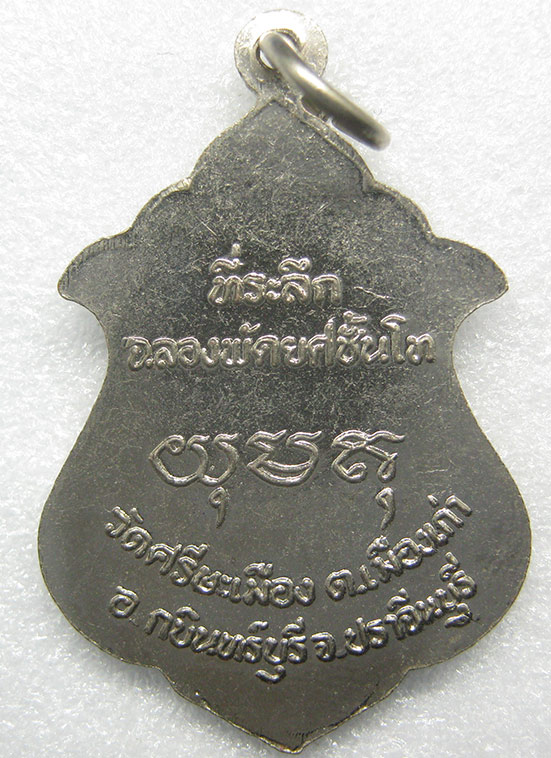 ที่ระลึก
ฉลองพัดยศชั้นโท
วัดศรีษะเมือง ต.เมืองเก่า
อ.กบินทร์บุรี จ.ปราจีนบุรี